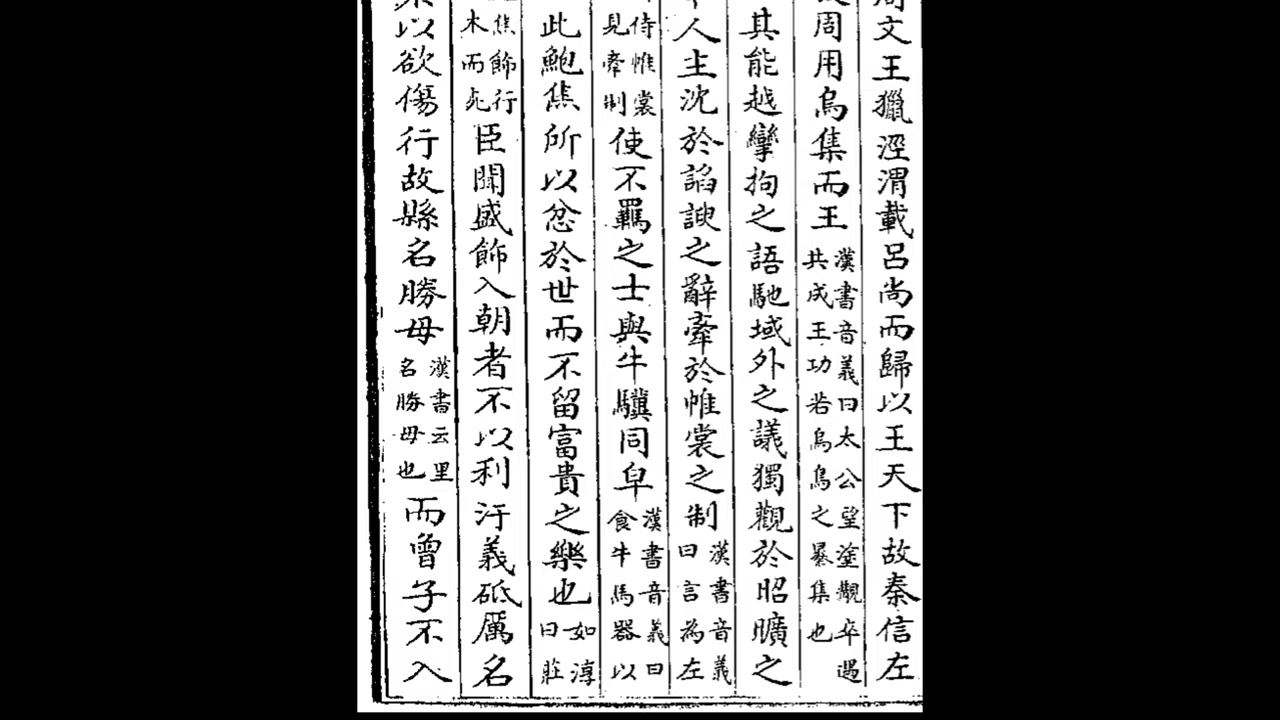 文王獵涇渭載呂尚而歸以王天下故秦信左
周用烏集而王漢書音義曰太公望塗覯卒遇共成王功若烏烏之暴集也
其能越攣拘之語馳域外之議獨觀於昭曠之
人主沈於諂諛之辭牽於帷裳之制漢書音義曰言為左
侍帷裳見牽制使不羈之士與牛驥同皁漢書音義曰食牛馬器以
此鮑焦所以忿於世而不留富貴之樂也如淳曰莊
焦飾行木而死臣聞盛飾入朝者不以利汙義砥厲名
以欲傷行故縣名勝母漢書云里名勝母也而曾子不入